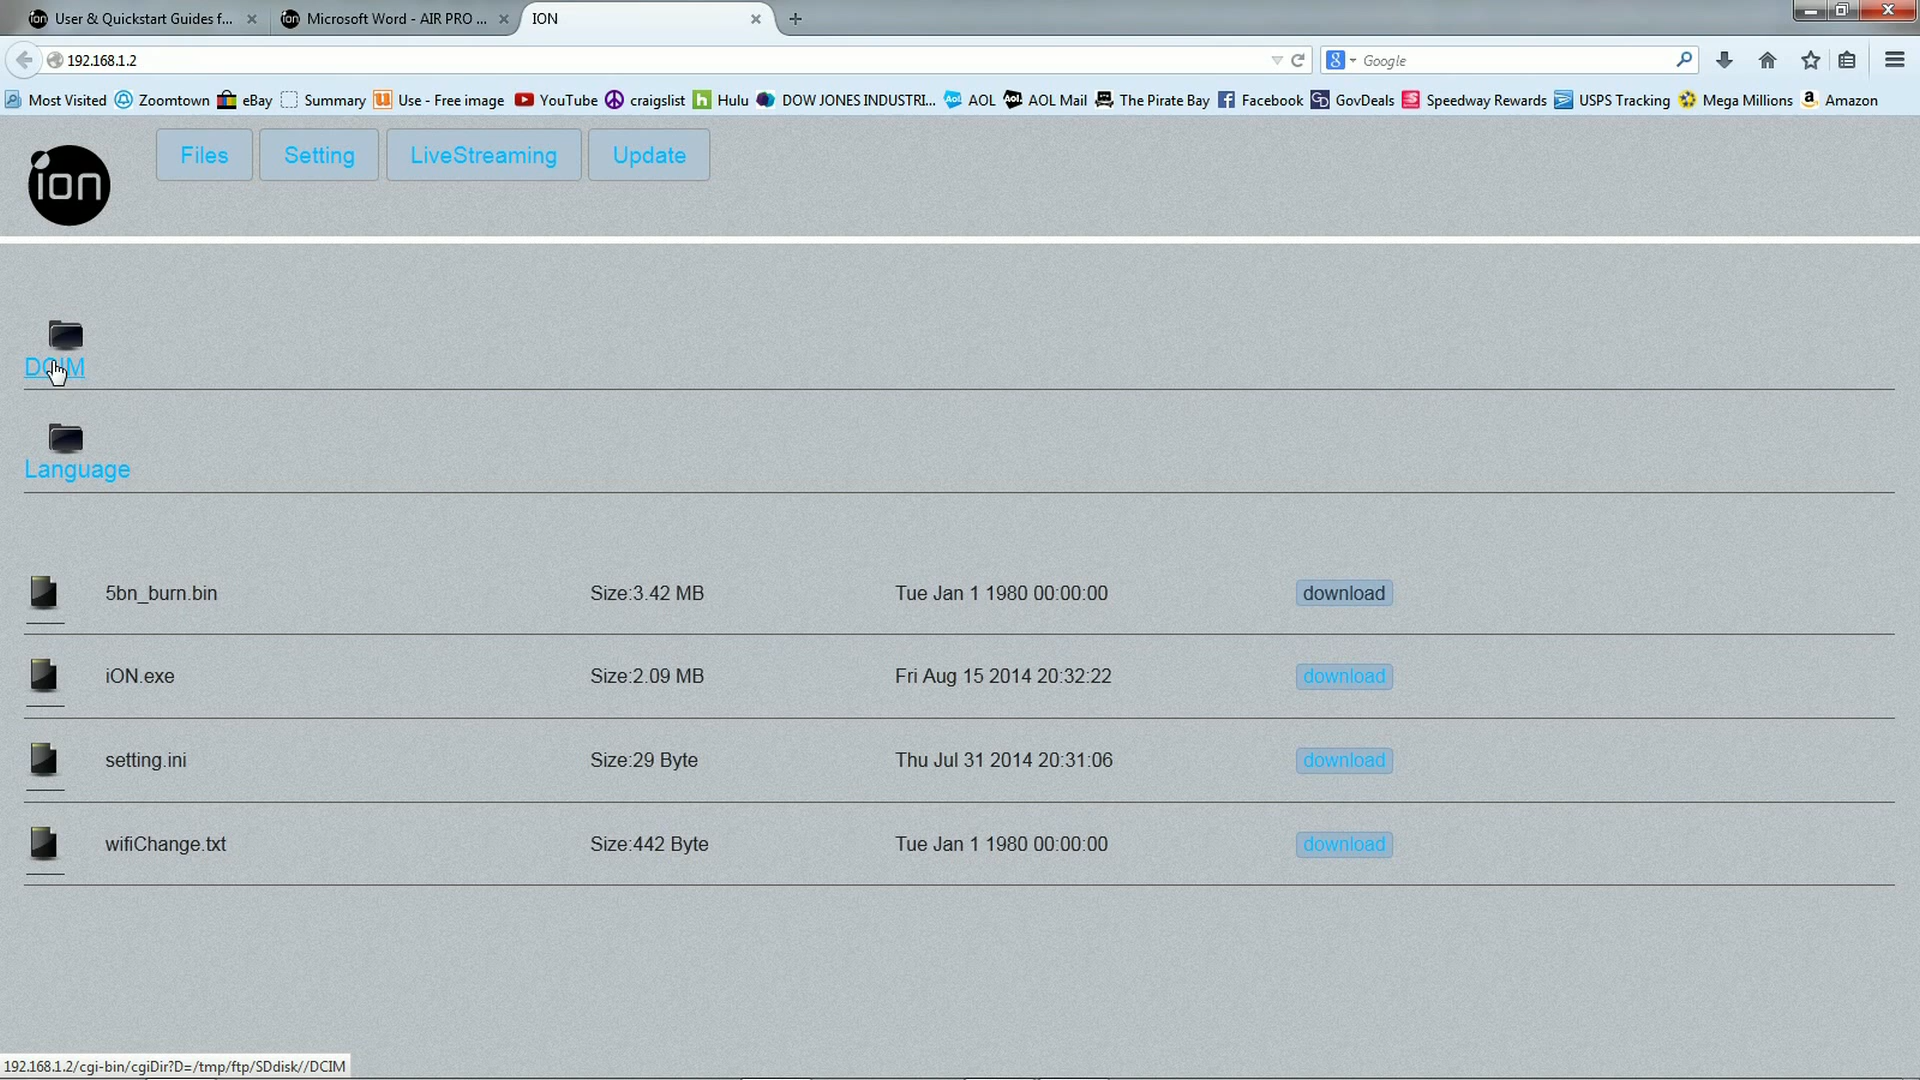 User & Quickstart Guides f...
Microsoft Word - AIR PRO ...
ION
192.168.1.2
Google
Most Visited
Zoomtown
eBay
Summary
Use - Free image
YouTube
craigslist
Hulu
DOW JONES INDUSTRI...
AOL
AOL Mail
The Pirate Bay
Facebook
GovDeals
Speedway Rewards
USPS Tracking
Mega Millions
Amazon
ion
Files
Setting
LiveStreaming
Update
DCIM
Language
5bn_burn.bin Size:3.42 MB Tue Jan 1 1980 00:00:00 download
iON.exe Size:2.09 MB Fri Aug 15 2014 20:32:22 download
setting.ini Size:29 Byte Thu Jul 31 2014 20:31:06 download
wifiChange.txt Size:442 Byte Tue Jan 1 1980 00:00:00 download
192.168.1.2/cgi-bin/cgiDir?D=/tmp/ftp/SDdisk//DCIM